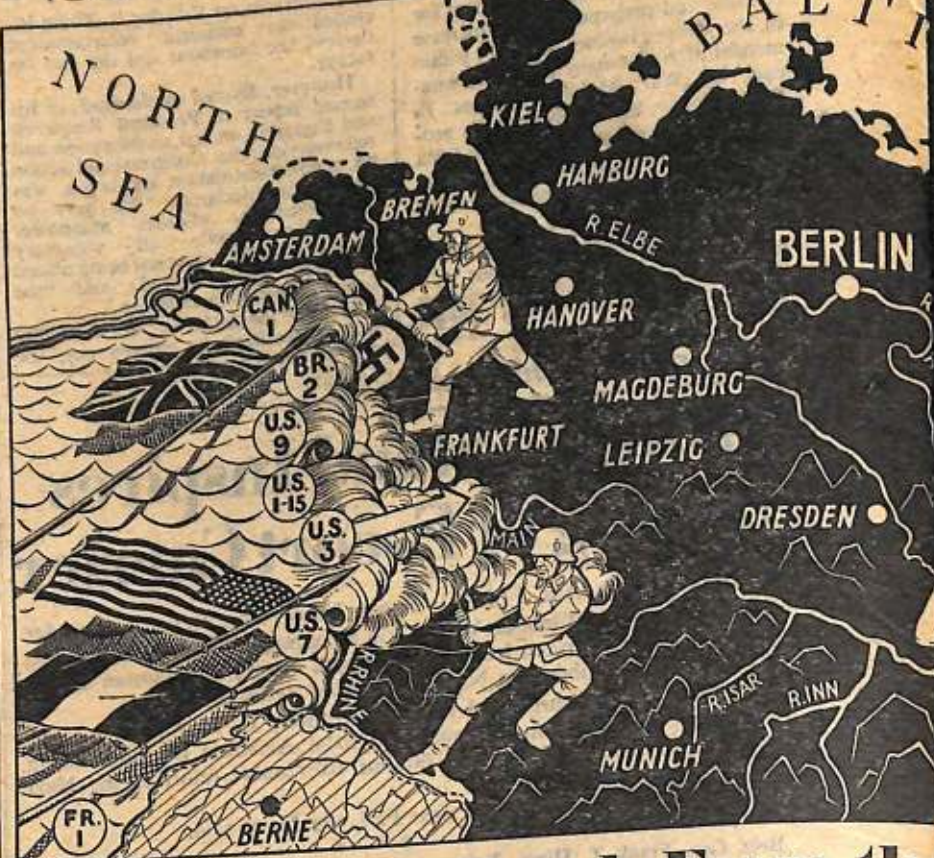 NORTH
SEA
BALTI
KIEL
HAMBURG
BREMEN
AMSTERDAM
R. ELBE
BERLIN
HANOVER
CAN.
1
BR.
2
MAGDEBURG
U.S.
9
FRANKFURT
LEIPZIG
U.S.
1-15
U.S.
3
MAIN
DRESDEN
U.S.
7
R. RHINE
R. ISAR
R. INN
MUNICH
FR.
1
BERNE